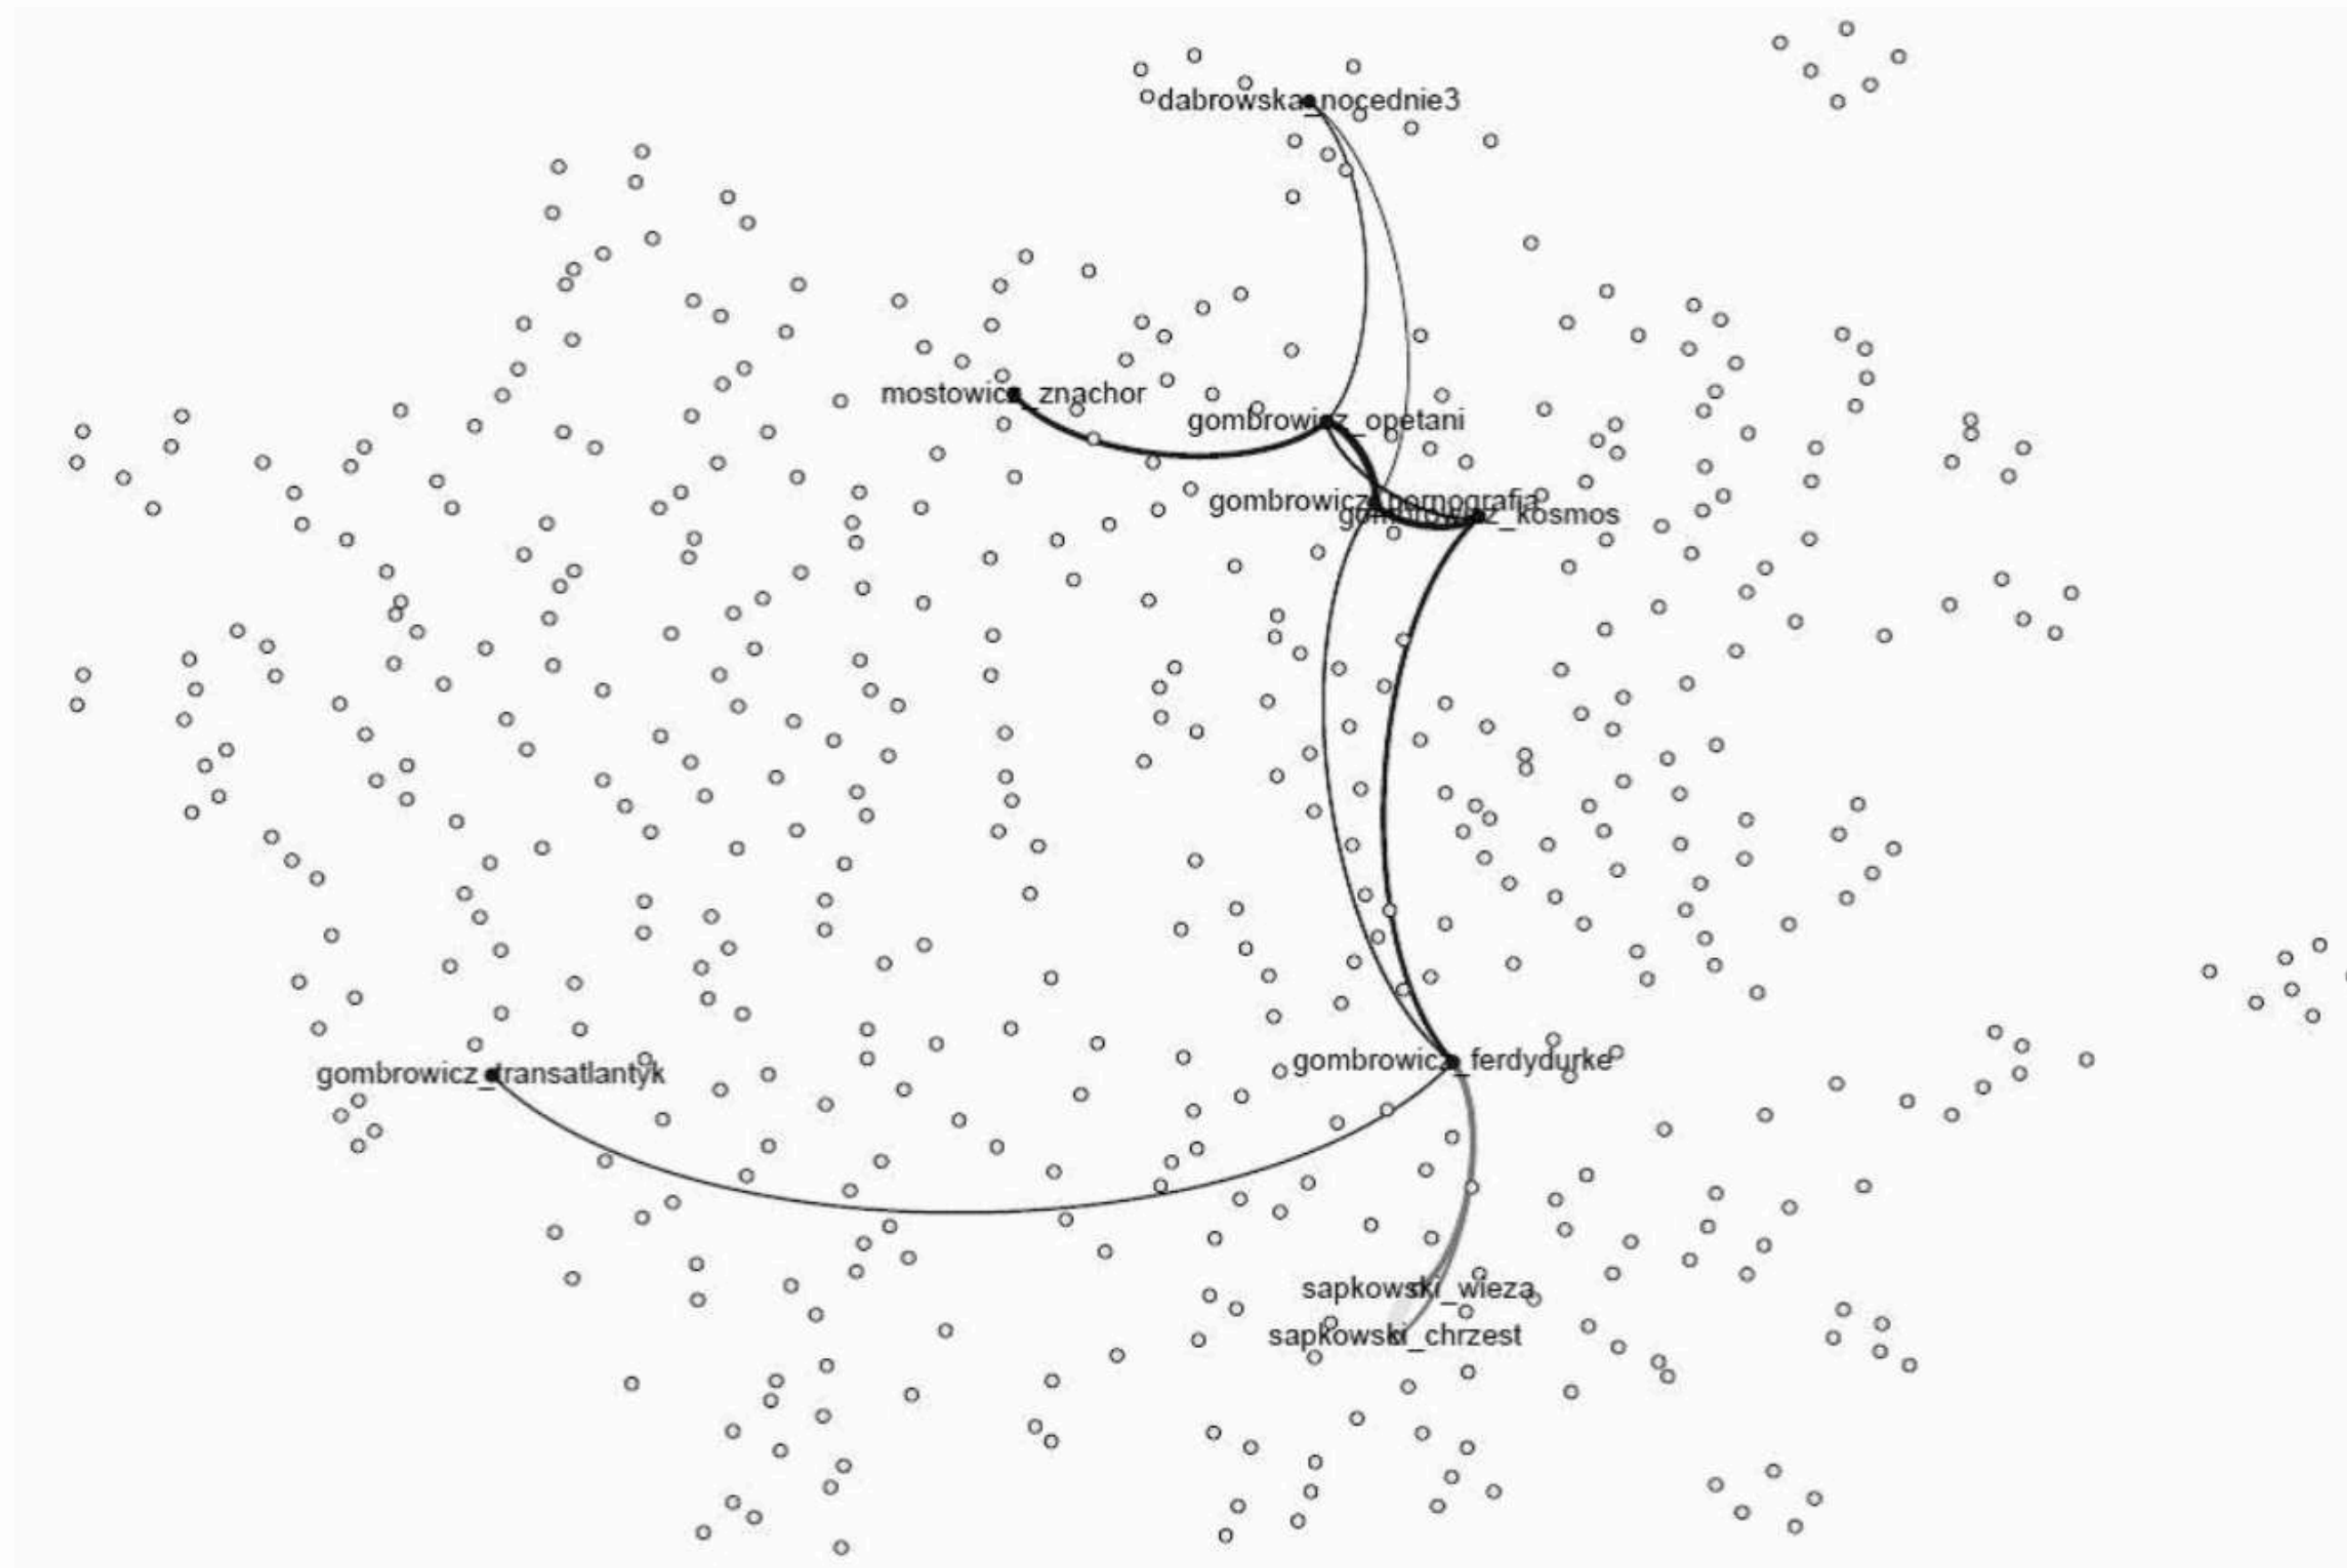 dabrowska_nocednie3
mostowicz_znachor
gombrowicz_opetani
gombrowicz_pornografia
gombrowicz_kosmos
gombrowicz_ferdydurke
gombrowicz_transatlantyk
sapkowski_wieza
sapkowski_chrzest